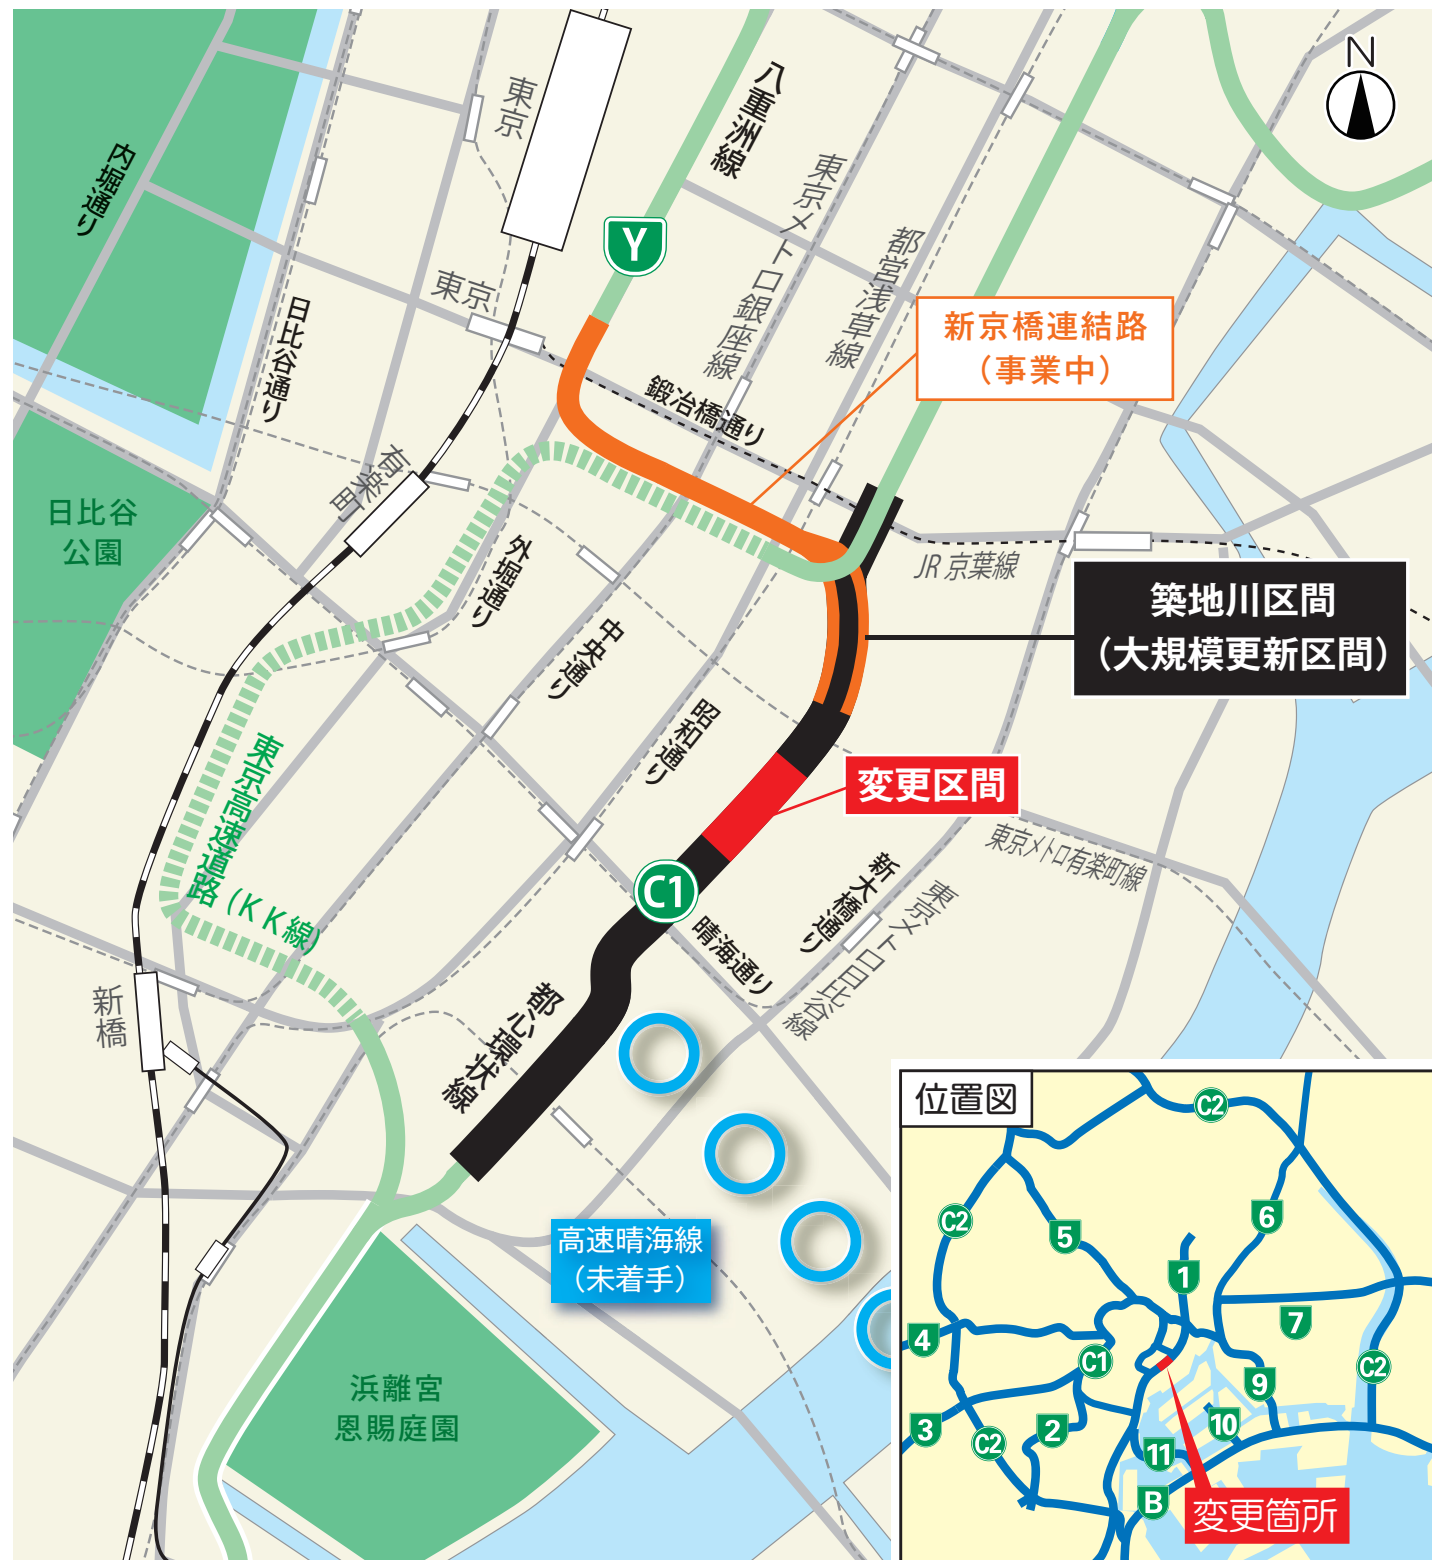 N
八重洲線
東京
内堀通り
東京メトロ銀座線
都営浅草線
Y
東京
日比谷通り
新京橋連結路
（事業中）
鍛冶橋通り
有楽町
日比谷
公園
外堀通り
JR 京葉線
築地川区間
（大規模更新区間）
中央通り
昭和通り
東京高速道路（KK線）
変更区間
東京メトロ有楽町線
新大橋通り
C1
晴海通り
東京メトロ日比谷線
新橋
都心環状線
高速晴海線
（未着手）
浜離宮
恩賜庭園
位置図
C2
C2
6
5
1
7
4
C1
C2
9
3
2
10
C2
11
B
変更箇所